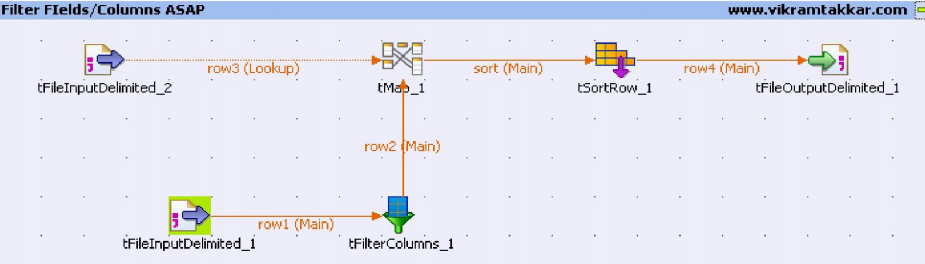 Filter FIelds/Columns ASAP www.vikramtakkar.com
row3 (Lookup) sort (Main) row4 (Main)
tFileInputDelimited_2 tMap_1 tSortRow_1 tFileOutputDelimited_1
row2 (Main)
row1 (Main)
tFileInputDelimited_1 tFilterColumns_1